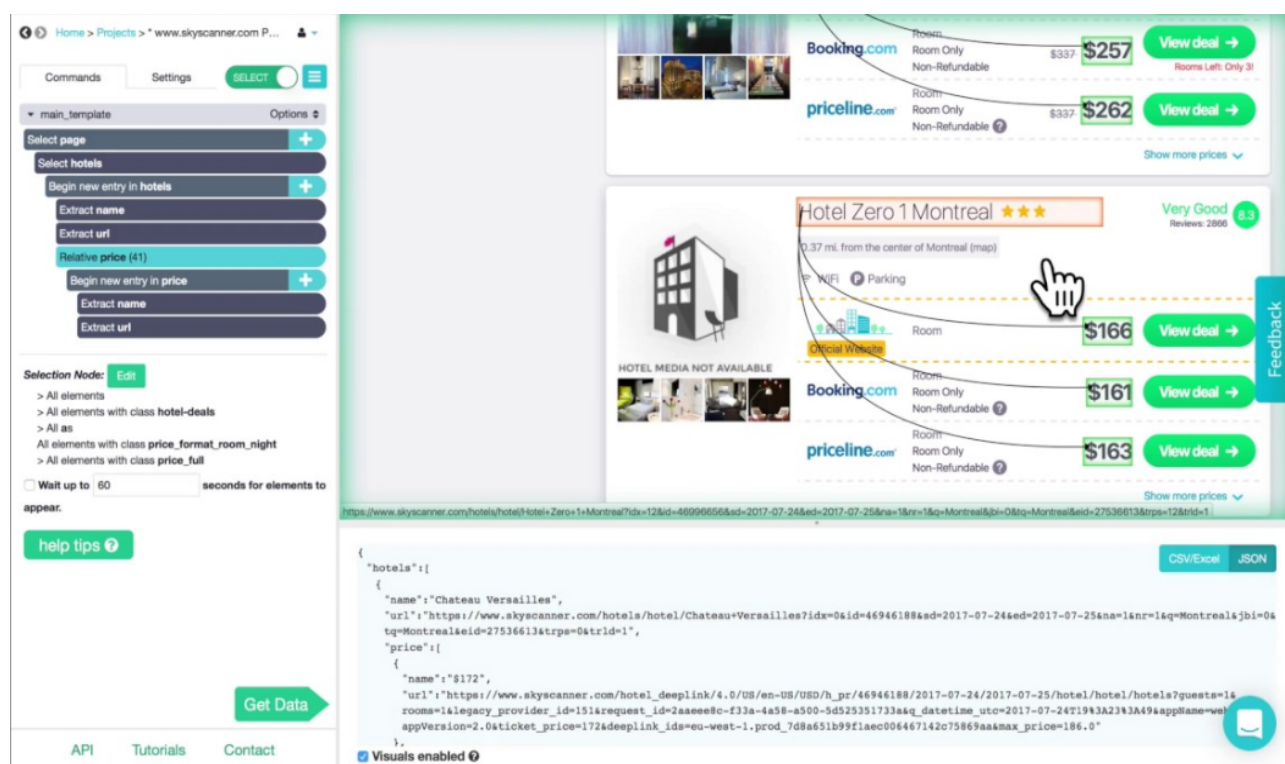 Home > Projects > * www.skyscanner.com P...
Commands
Settings
SELECT
main_template
Options
Select page
Select hotels
Begin new entry in hotels
Extract name
Extract url
Relative price (41)
Begin new entry in price
Extract name
Extract url
Selection Node: Edit
> All elements
> All elements with class hotel-deals
> All as
All elements with class price_format_room_night
> All elements with class price_full
Wait up to 60 seconds for elements to
appear.
help tips
Get Data
API
Tutorials
Contact
Room
Booking.com Room Only $337 $257 View deal →
Non-Refundable Rooms Left: Only 3!
Room
priceline.com Room Only $337 $262 View deal →
Non-Refundable
Show more prices
Hotel Zero 1 Montreal
Very Good 8.3
Reviews: 2866
0.37 mi. from the center of Montreal (map)
WiFi P Parking
HOTEL MEDIA NOT AVAILABLE
Room $166 View deal →
Official Website
Room
Booking.com Room Only $161 View deal →
Non-Refundable
Room
priceline.com Room Only $163 View deal →
Non-Refundable
Show more prices
Feedback
https://www.skyscanner.com/hotels/hotel/Hotel+Zero+1+Montreal?idx=12&id=46996656&sd=2017-07-24&ed=2017-07-25&na=1&nr=1&q=Montreal&jbi=0&tq=Montreal&eid=27536613&trps=12&trld=1
CSV/Excel JSON
{
"hotels":[
{
"name":"Chateau Versailles",
"url":"https://www.skyscanner.com/hotels/hotel/Chateau+Versailles?idx=0&id=46946188&sd=2017-07-24&ed=2017-07-25&na=1&nr=1&q=Montreal&jbi=0&
tq=Montreal&eid=27536613&trps=0&trld=1",
"price":[
{
"name":"$172",
"url":"https://www.skyscanner.com/hotel_deeplink/4.0/US/en-US/USD/h_pr/46946188/2017-07-24/2017-07-25/hotel/hotel/hotels?guests=1&
rooms=1&legacy_provider_id=151&request_id=2aaeee8c-f33a-4a58-a500-5d525351733a&q_datetime_utc=2017-07-24T19%3A23%3A49&appName=web
appVersion=2.0&ticket_price=172&deeplink_ids=eu-west-1.prod_7d8a651b99f1aec006467142c75869aa&max_price=186.0"
},
Visuals enabled